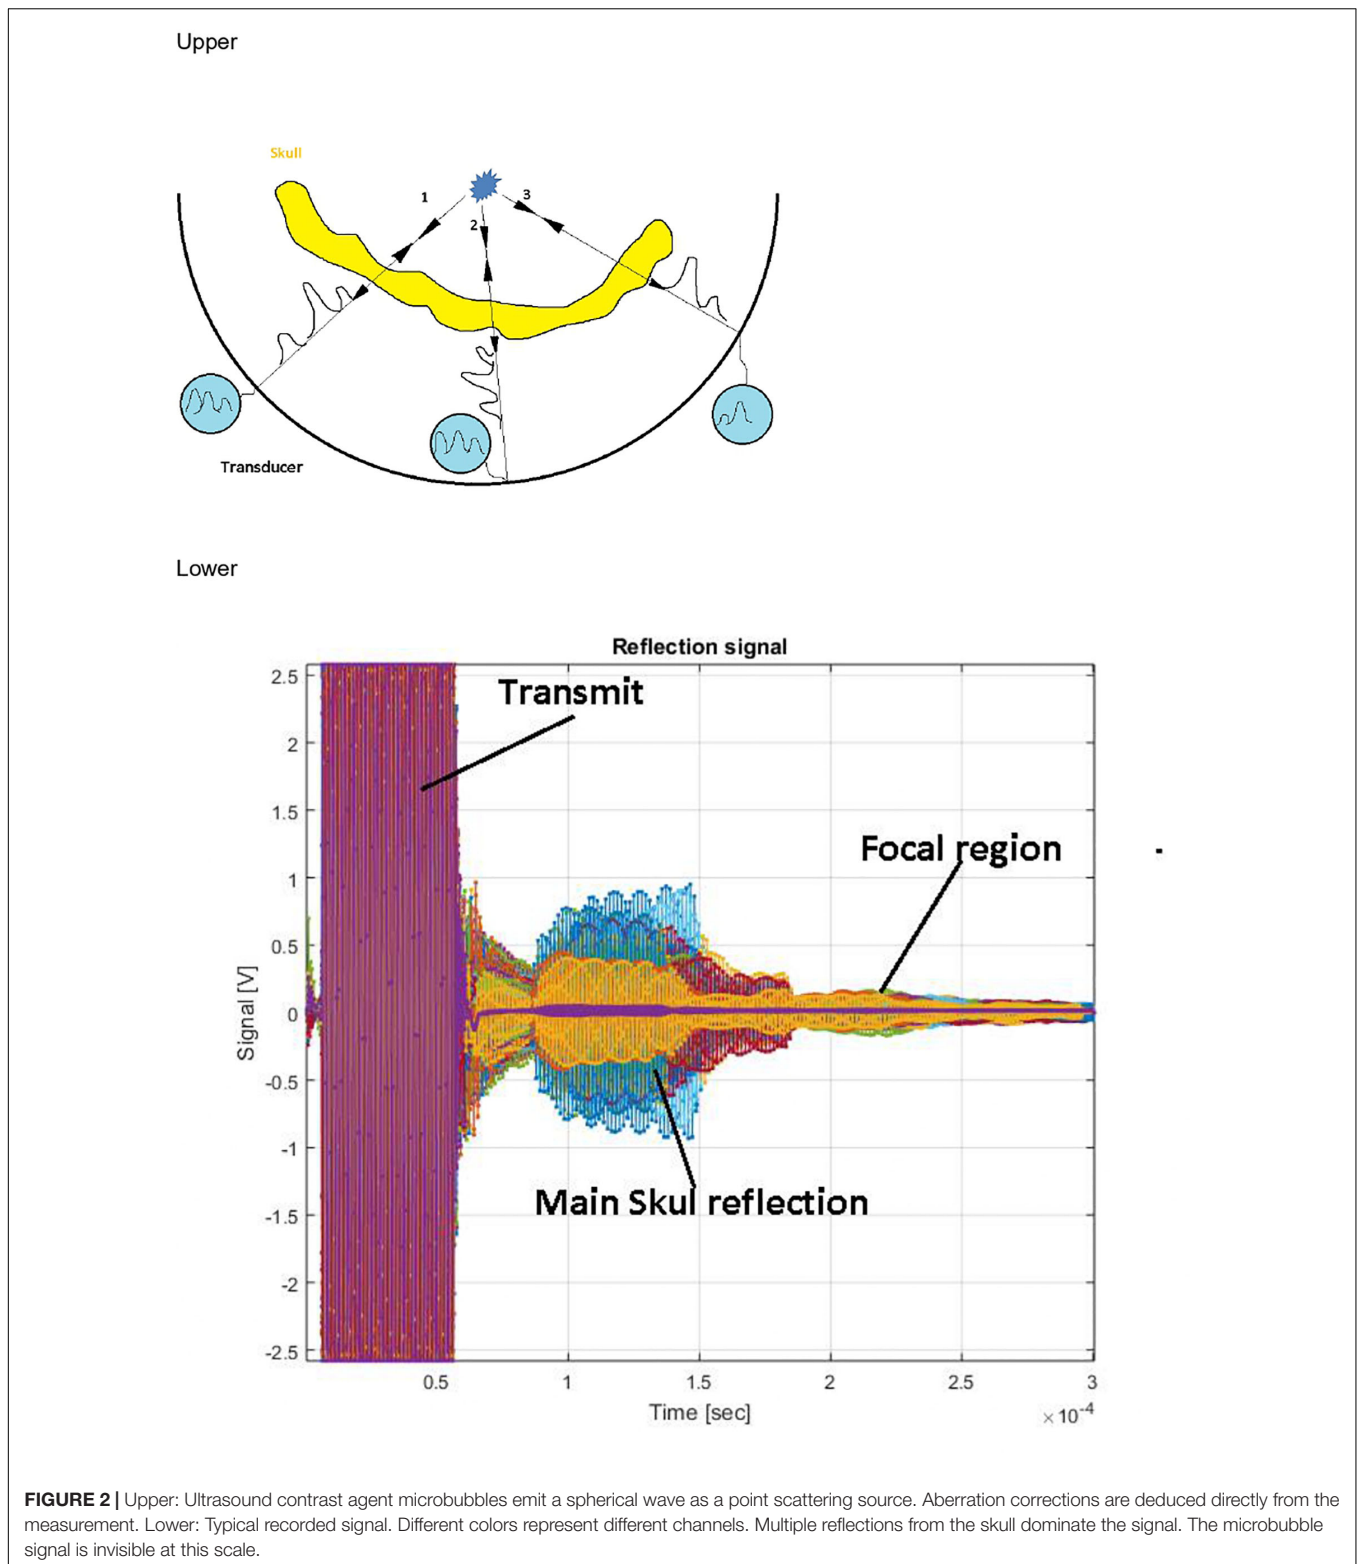 Upper
Skull
1
3
2
Transducer
Lower
Reflection signal
Transmit
Focal region
Main Skul reflection
Signal [V]
2.5
2
1.5
1
0.5
0
-0.5
-1
-1.5
-2
-2.5
0.5
1
1.5
2
2.5
3
Time [sec]
×10⁻⁴
FIGURE 2 | Upper: Ultrasound contrast agent microbubbles emit a spherical wave as a point scattering source. Aberration corrections are deduced directly from the
measurement. Lower: Typical recorded signal. Different colors represent different channels. Multiple reflections from the skull dominate the signal. The microbubble
signal is invisible at this scale.